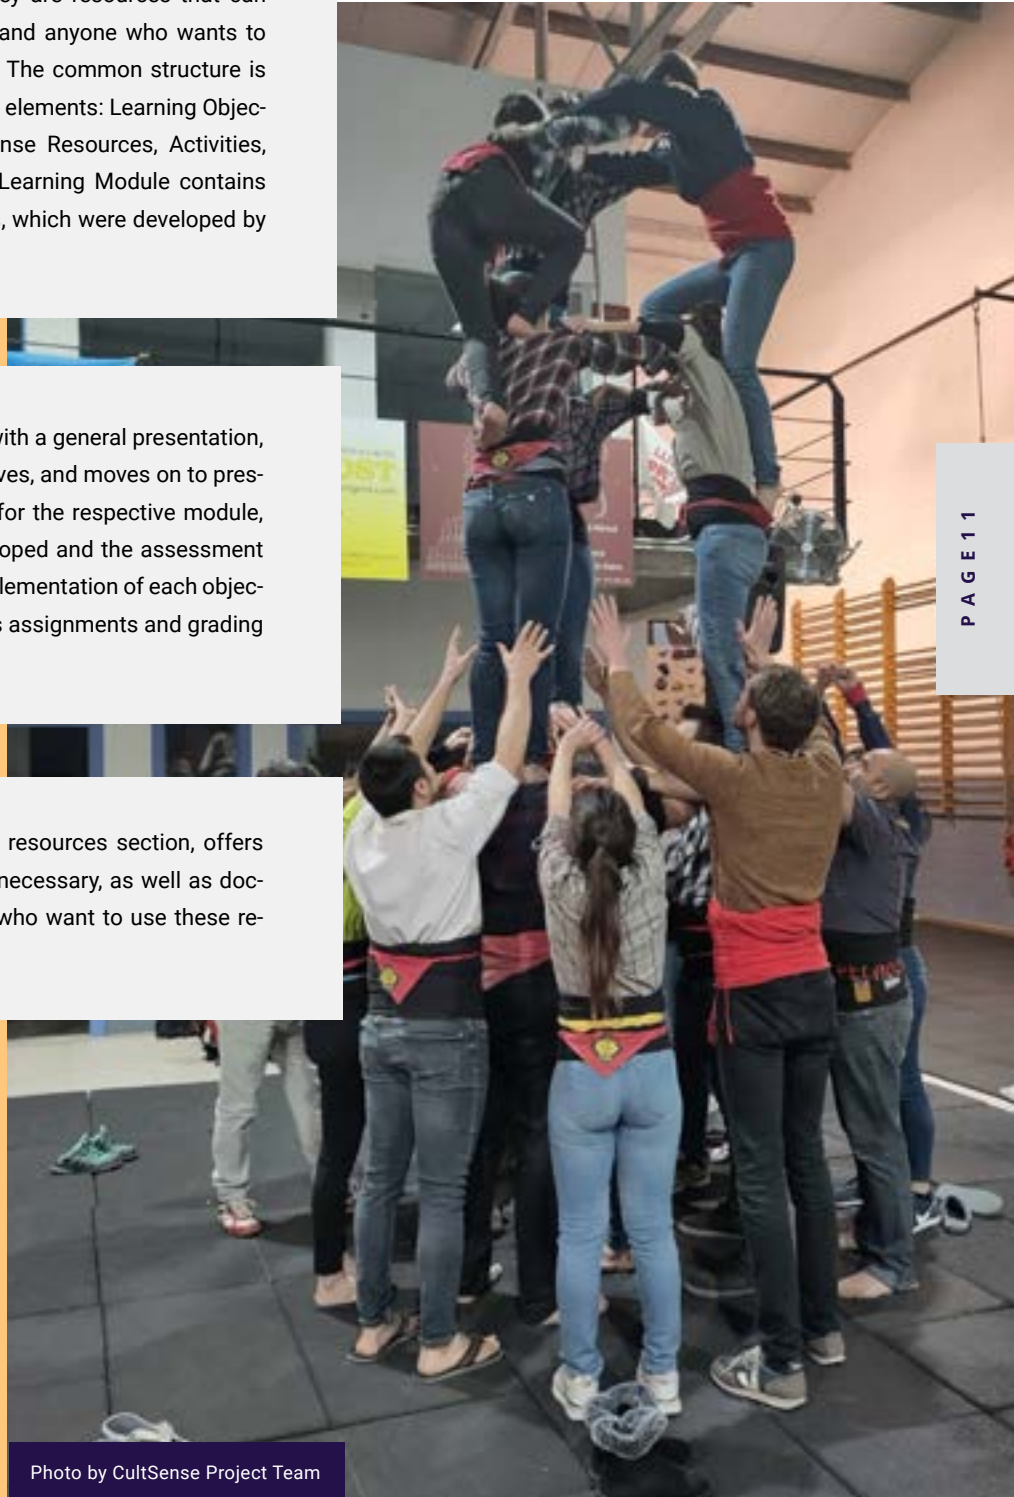 and anyone who wants to
The common structure is
elements: Learning Objec-
nse Resources, Activities,
Learning Module contains
, which were developed by
ith a general presentation,
ves, and moves on to pres-
for the respective module,
oped and the assessment
lementation of each objec-
s assignments and grading
resources section, offers
necessary, as well as doc-
who want to use these re-
PAGE11
OST
Photo by CultSense Project Team